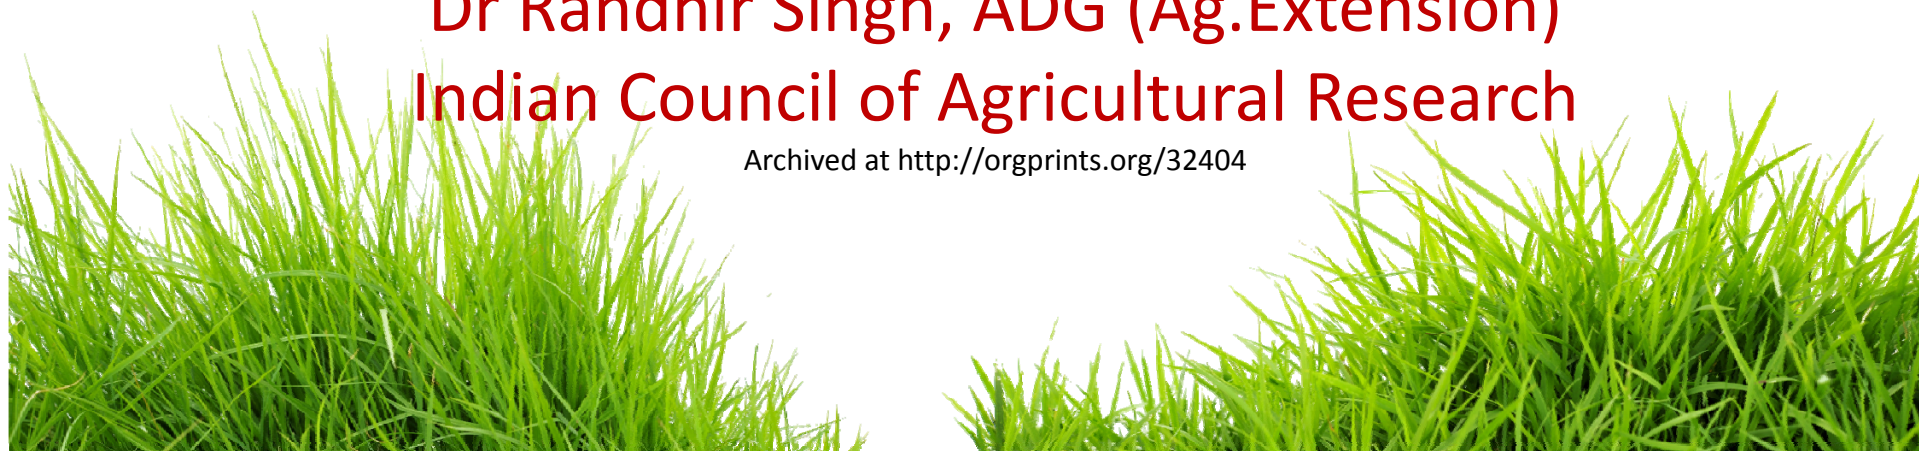 Dr Randhir Singh, ADG (Ag.Extension)
Indian Council of Agricultural Research
Archived at http://orgprints.org/32404